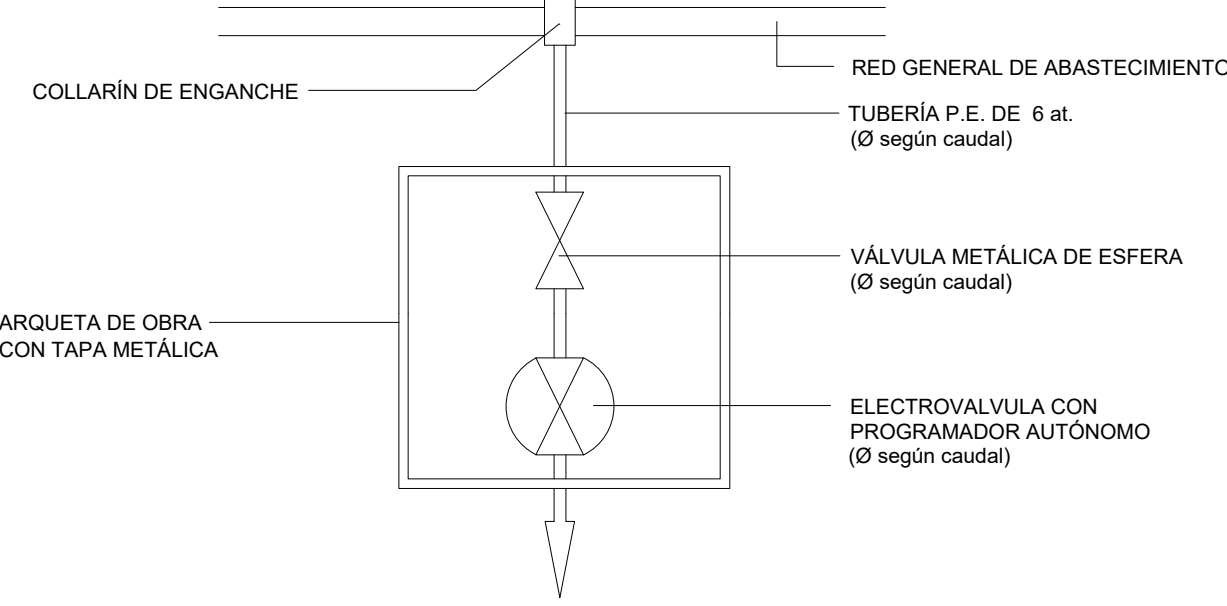 RED GENERAL DE ABASTECIMIENTO
COLLARÍN DE ENGANCHE
TUBERÍA P.E. DE 6 at.
(Ø según caudal)
VÁLVULA METÁLICA DE ESFERA
(Ø según caudal)
ARQUETA DE OBRA
CON TAPA METÁLICA
ELECTROVALVULA CON
PROGRAMADOR AUTÓNOMO
(Ø según caudal)